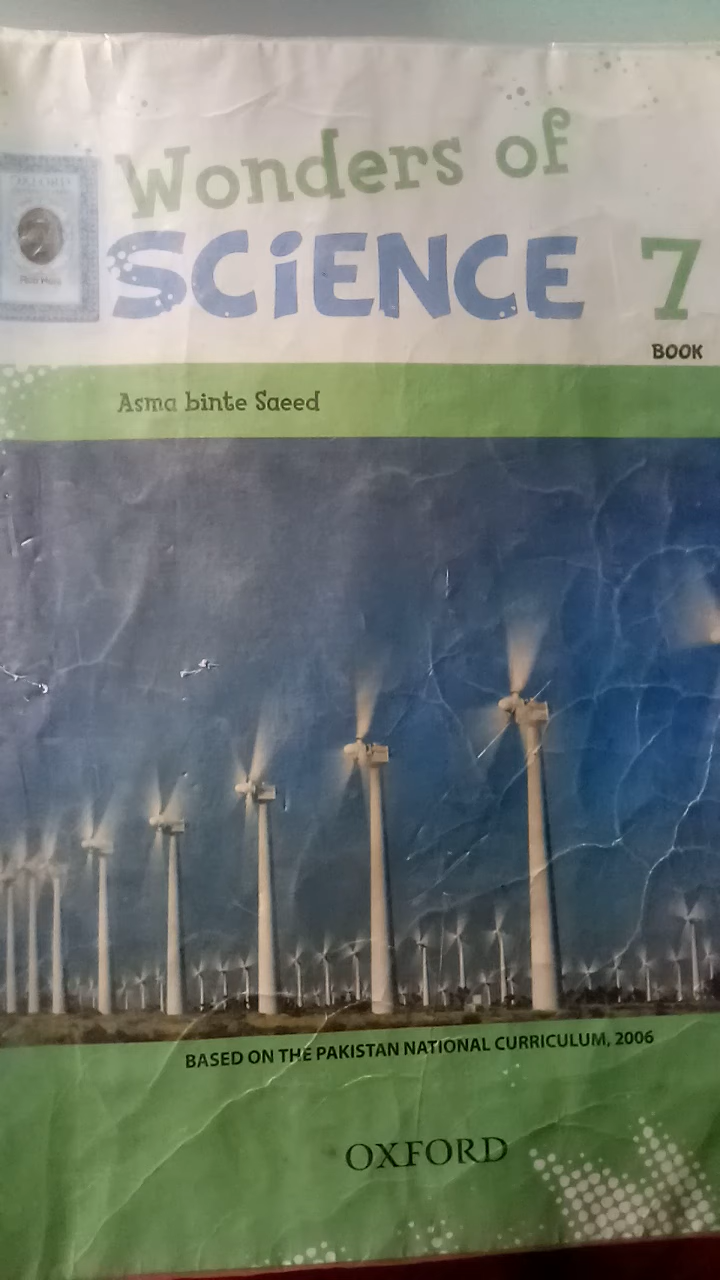 Wonders of
SCiENCE 7
BOOK
Asma binte Saeed
BASED ON THE PAKISTAN NATIONAL CURRICULUM, 2006
OXFORD